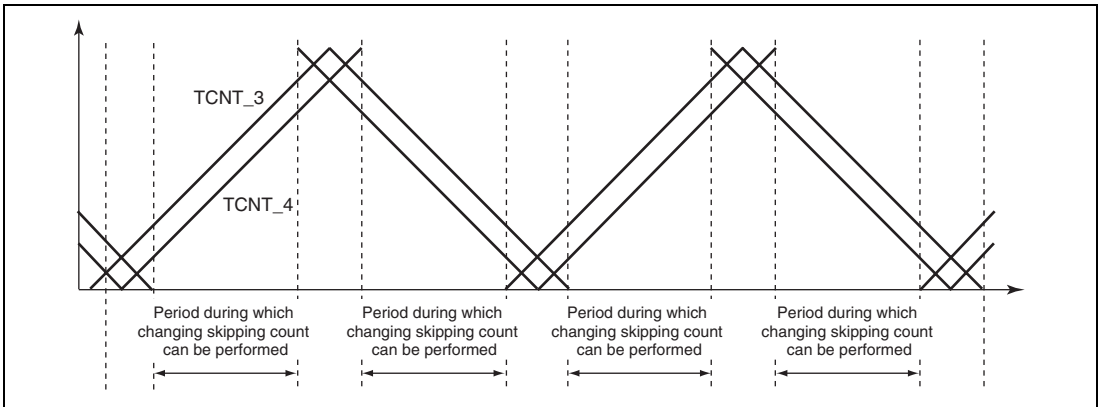 TCNT_3
TCNT_4
Period during which
changing skipping count
can be performed
Period during which
changing skipping count
can be performed
Period during which
changing skipping count
can be performed
Period during which
changing skipping count
can be performed